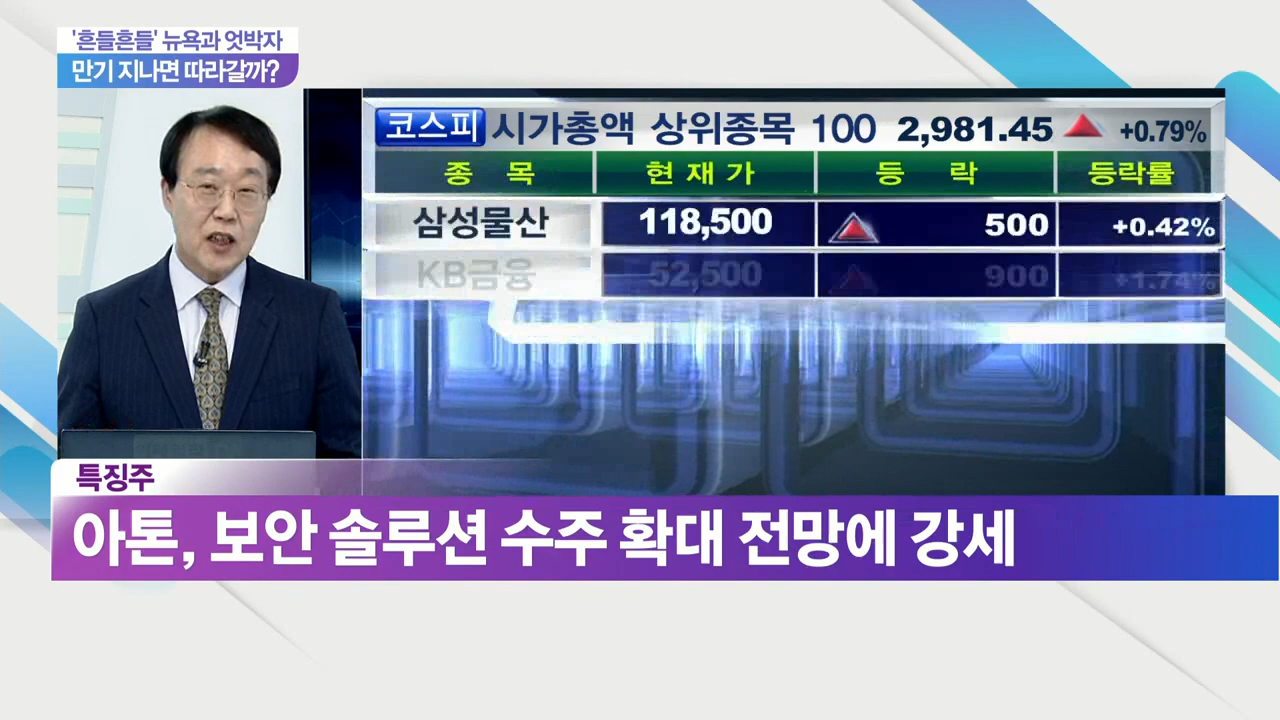 '흔들흔들' 뉴욕과 엇박자
만기 지나면 따라갈까?
코스피 시가총액 상위종목 100 2,981.45 ▲ +0.79%
종 목 현재가 등 락 등락률
삼성물산 118,500 ▲ 500 +0.42%
KB금융 52,500 ▲ 900 +1.74%
특징주
아톤, 보안 솔루션 수주 확대 전망에 강세